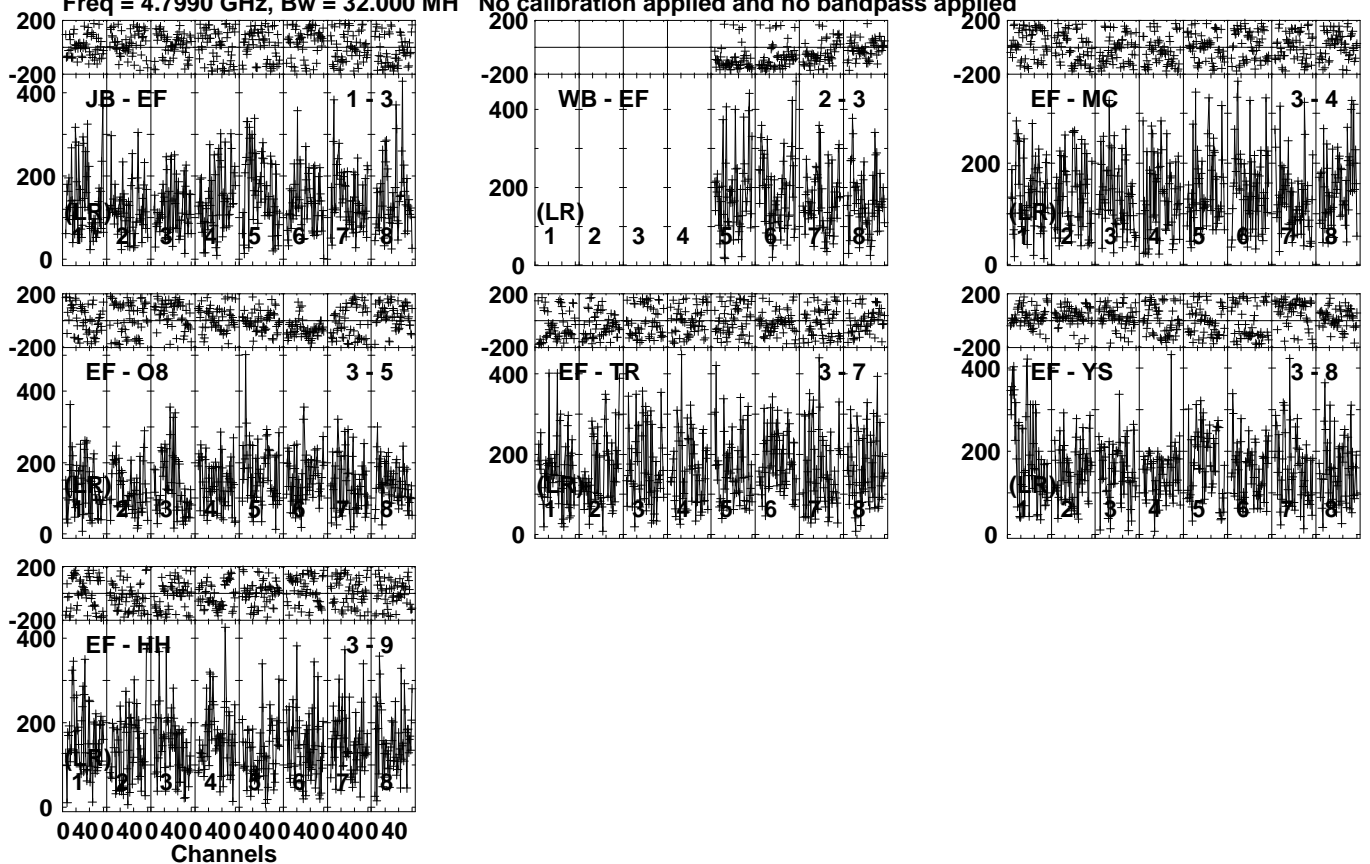 Freq = 4.7990 GHz, Bw = 32.000 MH No calibration applied and no bandpass applied
200
-200
400
200
0
JB - EF 1 - 3
(LR)
1 2 3 4 5 6 7 8
200
-200
400
200
0
WB - EF 2 - 3
(LR)
1 2 3 4 5 6 7 8
200
-200
400
200
0
EF - MC 3 - 4
(LR)
1 2 3 4 5 6 7 8
200
-200
400
200
0
EF - O8 3 - 5
(LR)
1 2 3 4 5 6 7 8
200
-200
400
200
0
EF - TR 3 - 7
(LR)
1 2 3 4 5 6 7 8
200
-200
400
200
0
EF - YS 3 - 8
(LR)
1 2 3 4 5 6 7 8
200
-200
400
200
0
EF - HH 3 - 9
(LR)
1 2 3 4 5 6 7 8
0 40 0 40 0 40 0 40 0 40 0 40 0 40 0 40
Channels